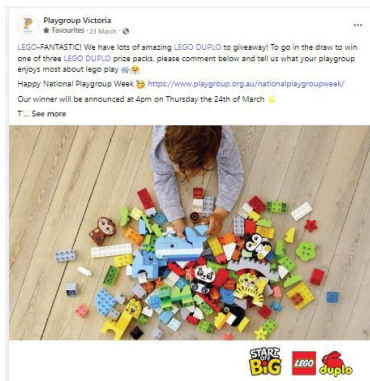 Playgroup Victoria
Favourites · 23 March ·
LEGO-FANTASTIC! We have lots of amazing LEGO DUPLO to giveaway! To go in the draw to win
one of three LEGO DUPLO prize packs, please comment below and tell us what your playgroup
enjoys most about lego play
Happy National Playgroup Week https://www.playgroup.org.au/nationalplaygroupweek/
Our winner will be announced at 4pm on Thursday the 24th of March
T'... See more
START
OFF
BiG
LEGO
duplo